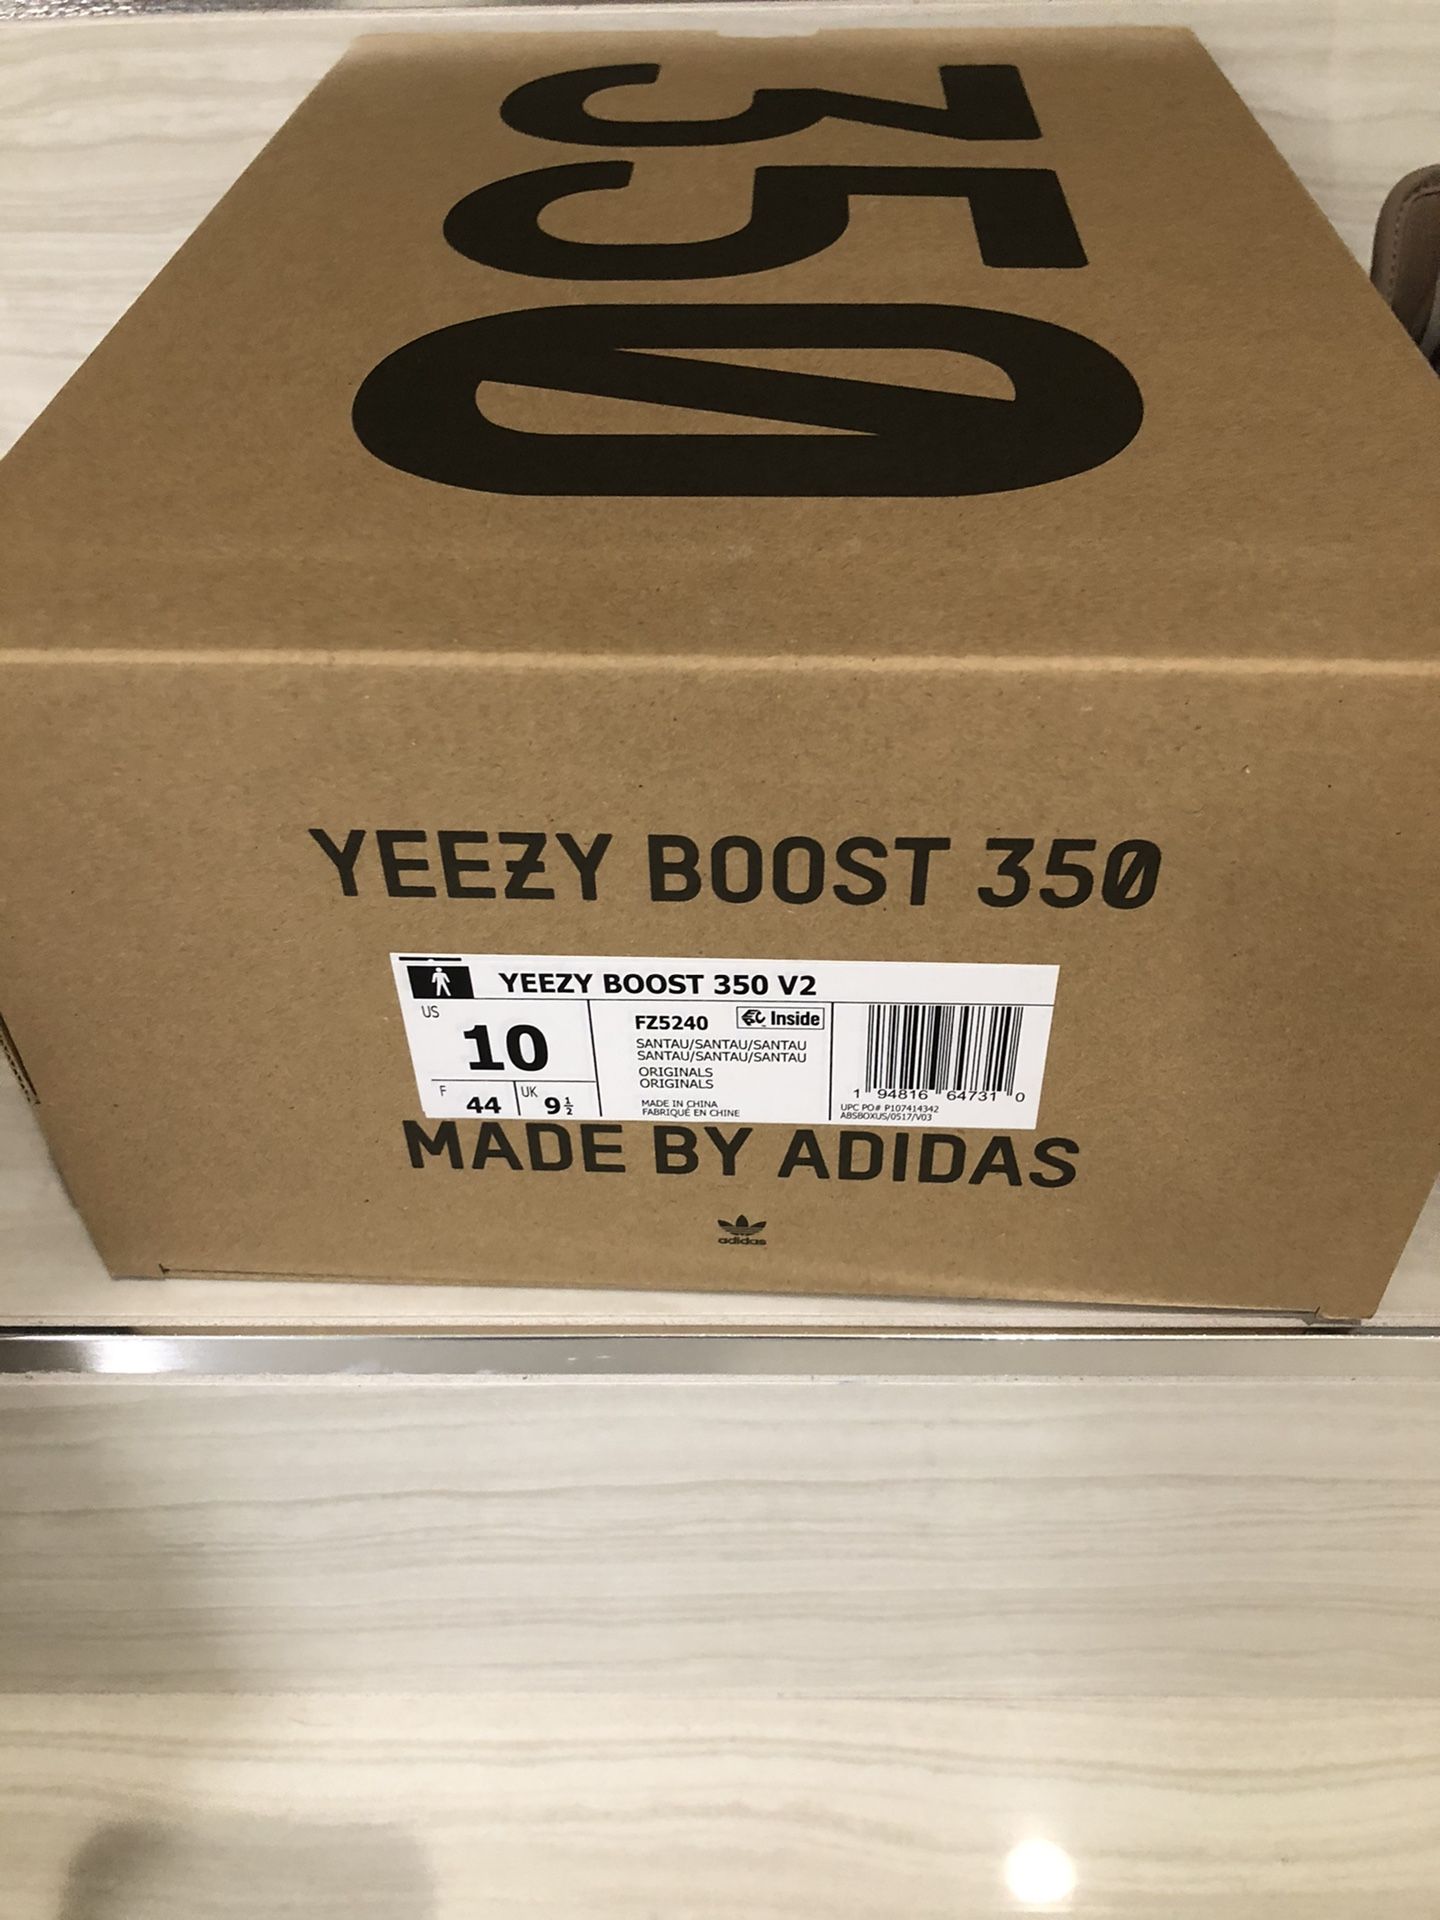 350
YEEZY BOOST 350
YEEZY BOOST 350 V2
US
10
F
44
UK
9½
FZ5240
Inside
SANTAU/SANTAU/SANTAU
SANTAU/SANTAU/SANTAU
ORIGINALS
ORIGINALS
MADE IN CHINA
FABRIQUÉ EN CHINE
1 94816 64731 0
UPC PO# P107414342
ABSBOXUS/0517/V03
MADE BY ADIDAS
adidas